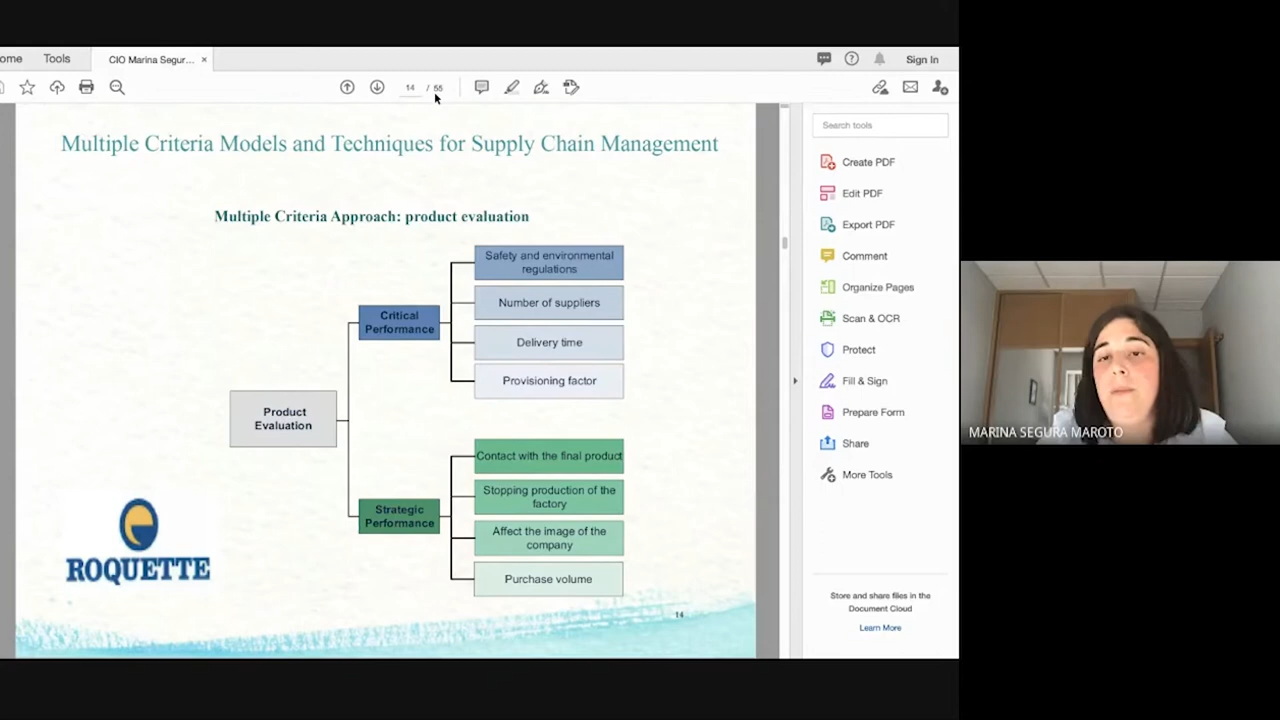 ome
Tools
CIO Marina Segur... ×
Sign In
14 / 55
Multiple Criteria Models and Techniques for Supply Chain Management
Multiple Criteria Approach: product evaluation
Product
Evaluation
Critical
Performance
Safety and environmental
regulations
Number of suppliers
Delivery time
Provisioning factor
Strategic
Performance
Contact with the final product
Stopping production of the
factory
Affect the image of the
company
Purchase volume
ROQUETTE
14
Search tools
Create PDF
Edit PDF
Export PDF
Comment
Organize Pages
Scan & OCR
Protect
Fill & Sign
Prepare Form
Share
More Tools
Store and share files in the
Document Cloud
Learn More
MARINA SEGURA MAROTO